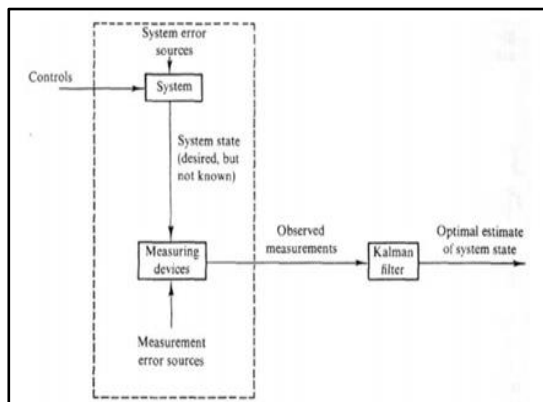 System error
sources
Controls
System
System state
(desired, but
not known)
Observed
measurements
Optimal estimate
of system state
Measuring
devices
Kalman
filter
Measurement
error sources